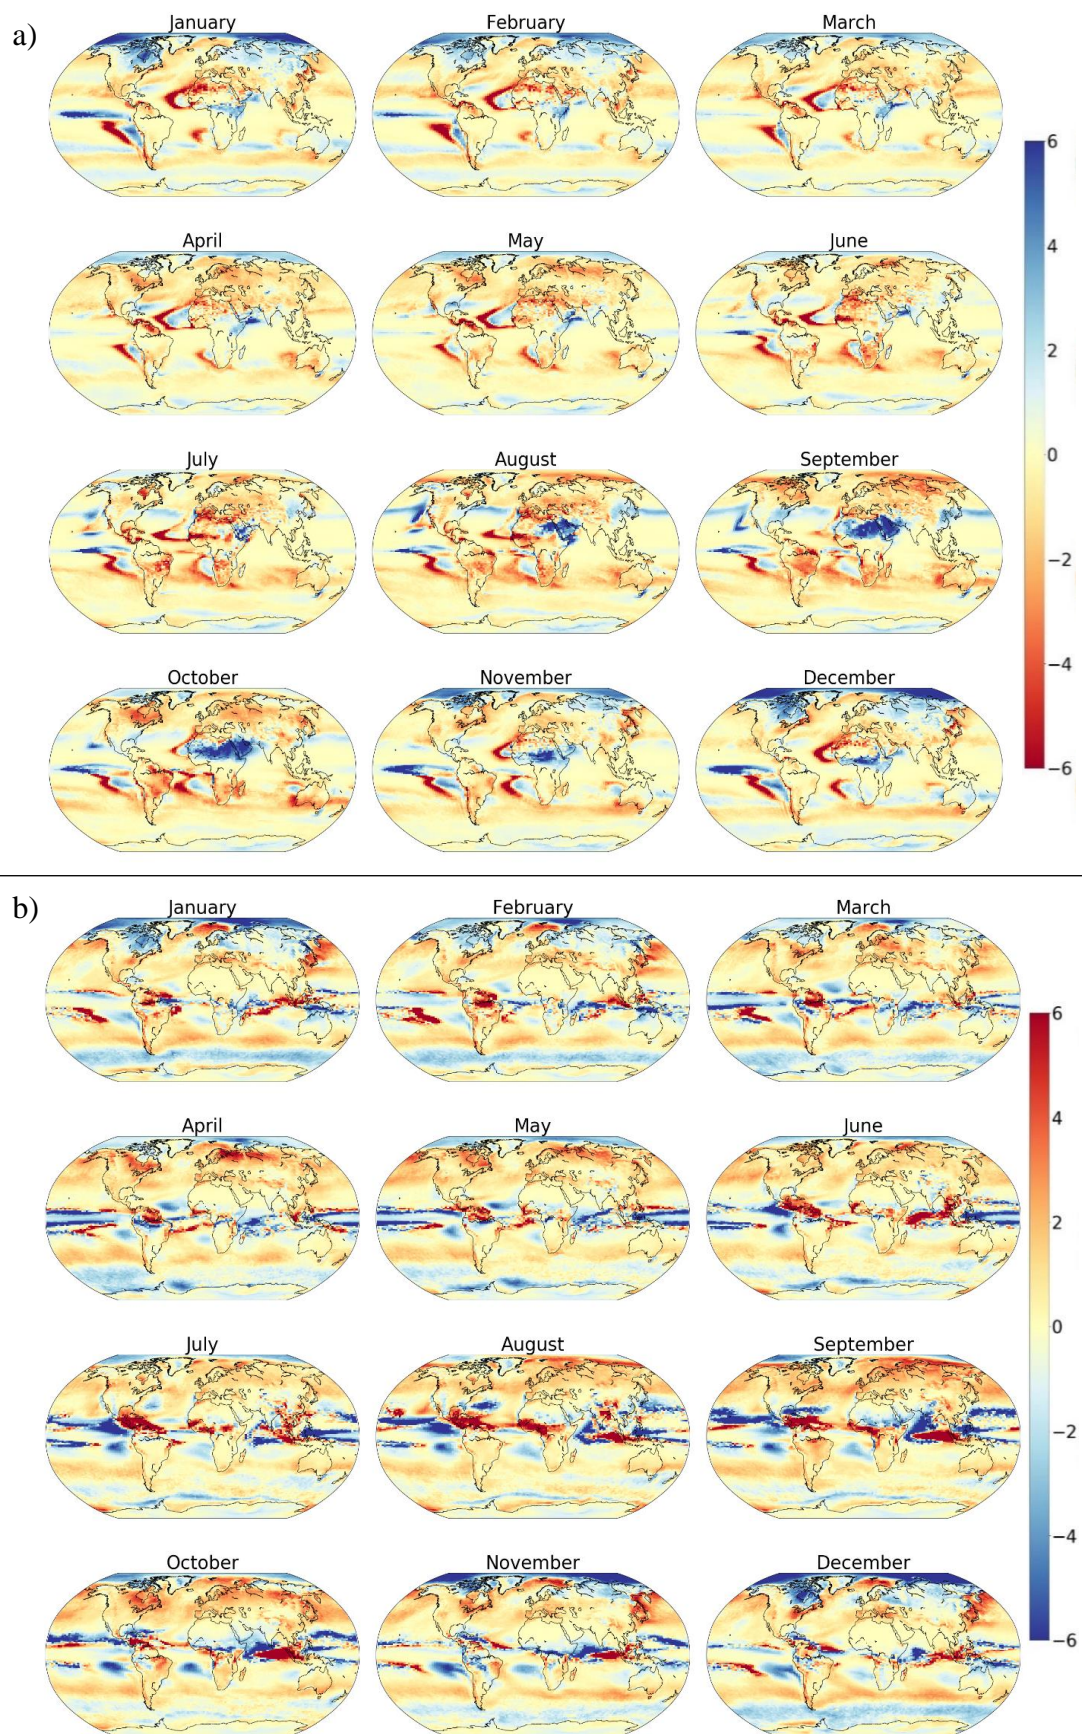 a)
January February March
6
4
April May June
2
0
July August September
−2
−4
October November December
−6
b)
January February March
6
4
April May June
2
0
July August September
−2
−4
October November December
−6